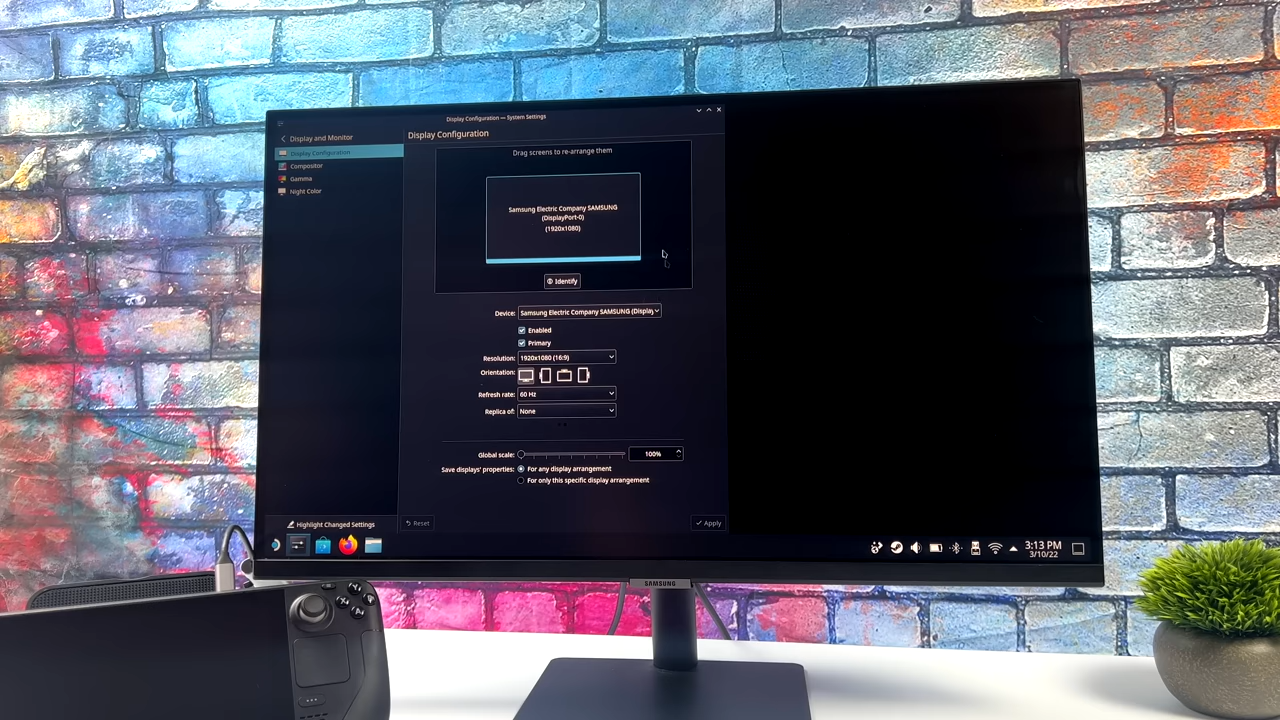 Display Configuration — System Settings
Display and Monitor
Display Configuration
Compositor
Gamma
Night Color
Display Configuration
Drag screens to re-arrange them
Samsung Electric Company SAMSUNG
(DisplayPort-0)
(1920x1080)
Identify
Device: Samsung Electric Company SAMSUNG (Display
Enabled
Primary
Resolution: 1920x1080 (16:9)
Orientation:
Refresh rate: 60 Hz
Replica of: None
Global scale: 100%
Save displays' properties: For any display arrangement
For only this specific display arrangement
Highlight Changed Settings
Reset
Apply
3:13 PM
3/10/22
SAMSUNG